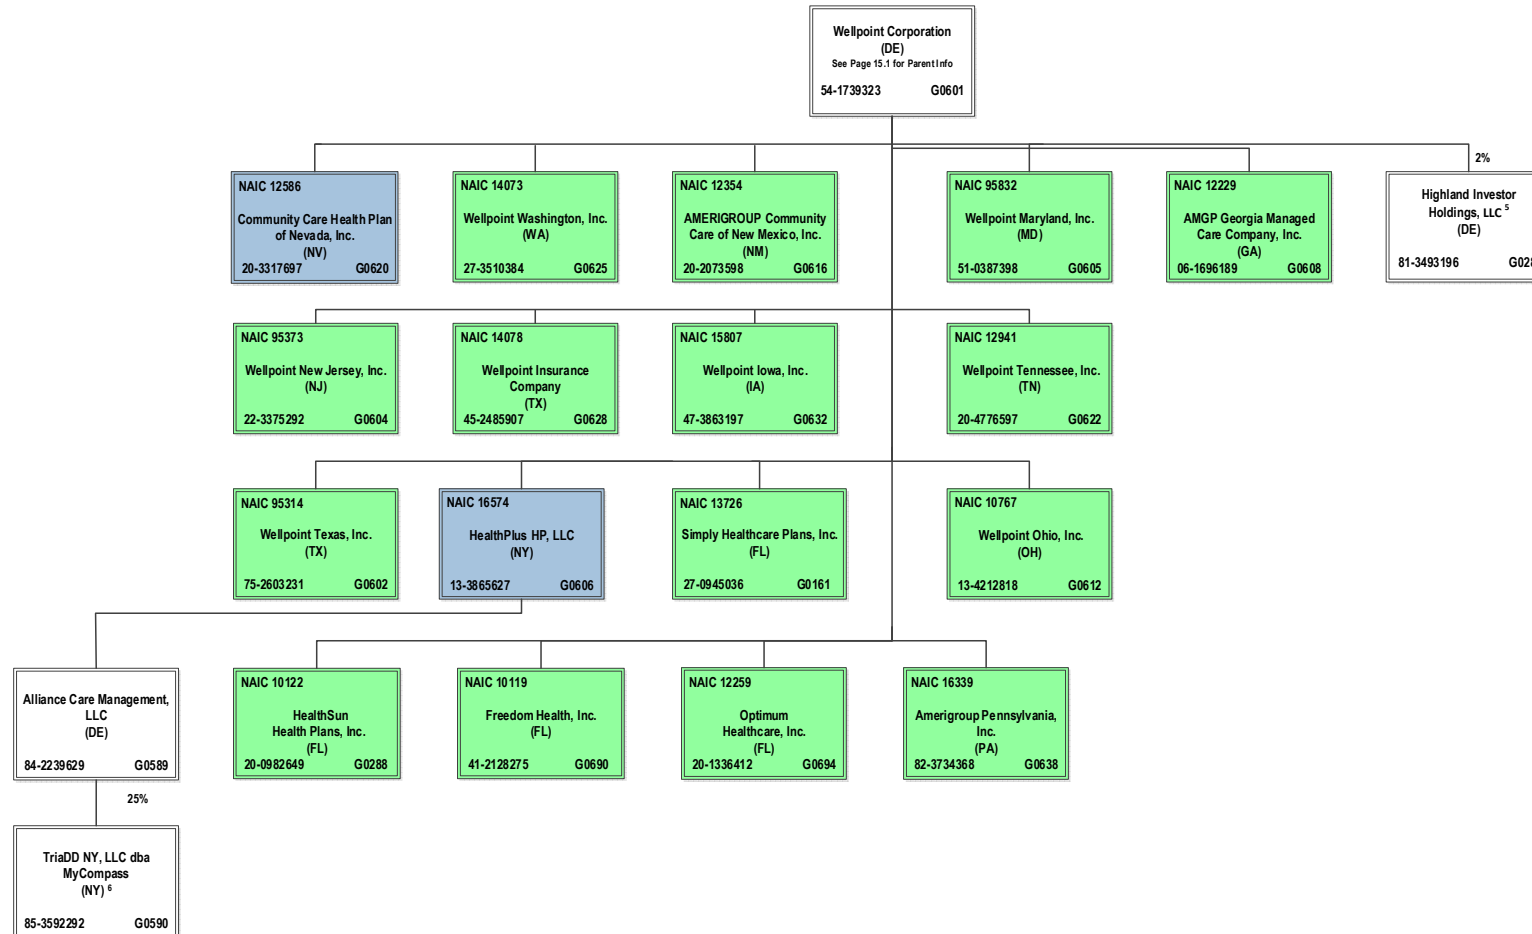 Wellpoint Corporation
(DE)
See Page 15.1 for Parent Info
54-1739323 G0601
2%
NAIC 12586
Community Care Health Plan
of Nevada, Inc.
(NV)
20-3317697 G0620
NAIC 14073
Wellpoint Washington, Inc.
(WA)
27-3510384 G0625
NAIC 12354
AMERIGROUP Community
Care of New Mexico, Inc.
(NM)
20-2073598 G0616
NAIC 95832
Wellpoint Maryland, Inc.
(MD)
51-0387398 G0605
NAIC 12229
AMGP Georgia Managed
Care Company, Inc.
(GA)
06-1696189 G0608
Highland Investor
Holdings, LLC 5
(DE)
81-3493196 G028
NAIC 95373
Wellpoint New Jersey, Inc.
(NJ)
22-3375292 G0604
NAIC 14078
Wellpoint Insurance
Company
(TX)
45-2485907 G0628
NAIC 15807
Wellpoint Iowa, Inc.
(IA)
47-3863197 G0632
NAIC 12941
Wellpoint Tennessee, Inc.
(TN)
20-4776597 G0622
NAIC 95314
Wellpoint Texas, Inc.
(TX)
75-2603231 G0602
NAIC 16574
HealthPlus HP, LLC
(NY)
13-3865627 G0606
NAIC 13726
Simply Healthcare Plans, Inc.
(FL)
27-0945036 G0161
NAIC 10767
Wellpoint Ohio, Inc.
(OH)
13-4212818 G0612
Alliance Care Management,
LLC
(DE)
84-2239629 G0589
NAIC 10122
HealthSun
Health Plans, Inc.
(FL)
20-0982649 G0288
NAIC 10119
Freedom Health, Inc.
(FL)
41-2128275 G0690
NAIC 12259
Optimum
Healthcare, Inc.
(FL)
20-1336412 G0694
NAIC 16339
Amerigroup Pennsylvania,
Inc.
(PA)
82-3734368 G0638
25%
TriaDD NY, LLC dba
MyCompass
(NY) 6
85-3592292 G0590